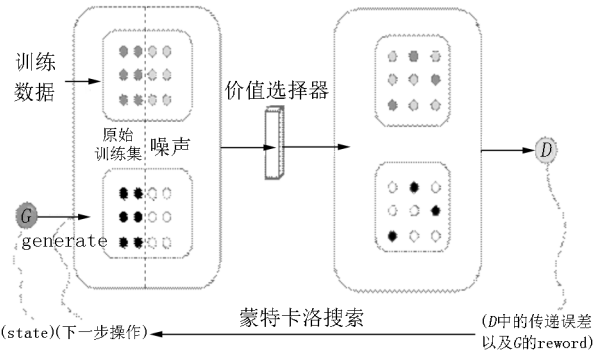 训练
数据
价值选择器
原始
训练集
噪声
G
generate
D
(state)(下一步操作)
蒙特卡洛搜索
(D中的传递误差
以及G的reword)